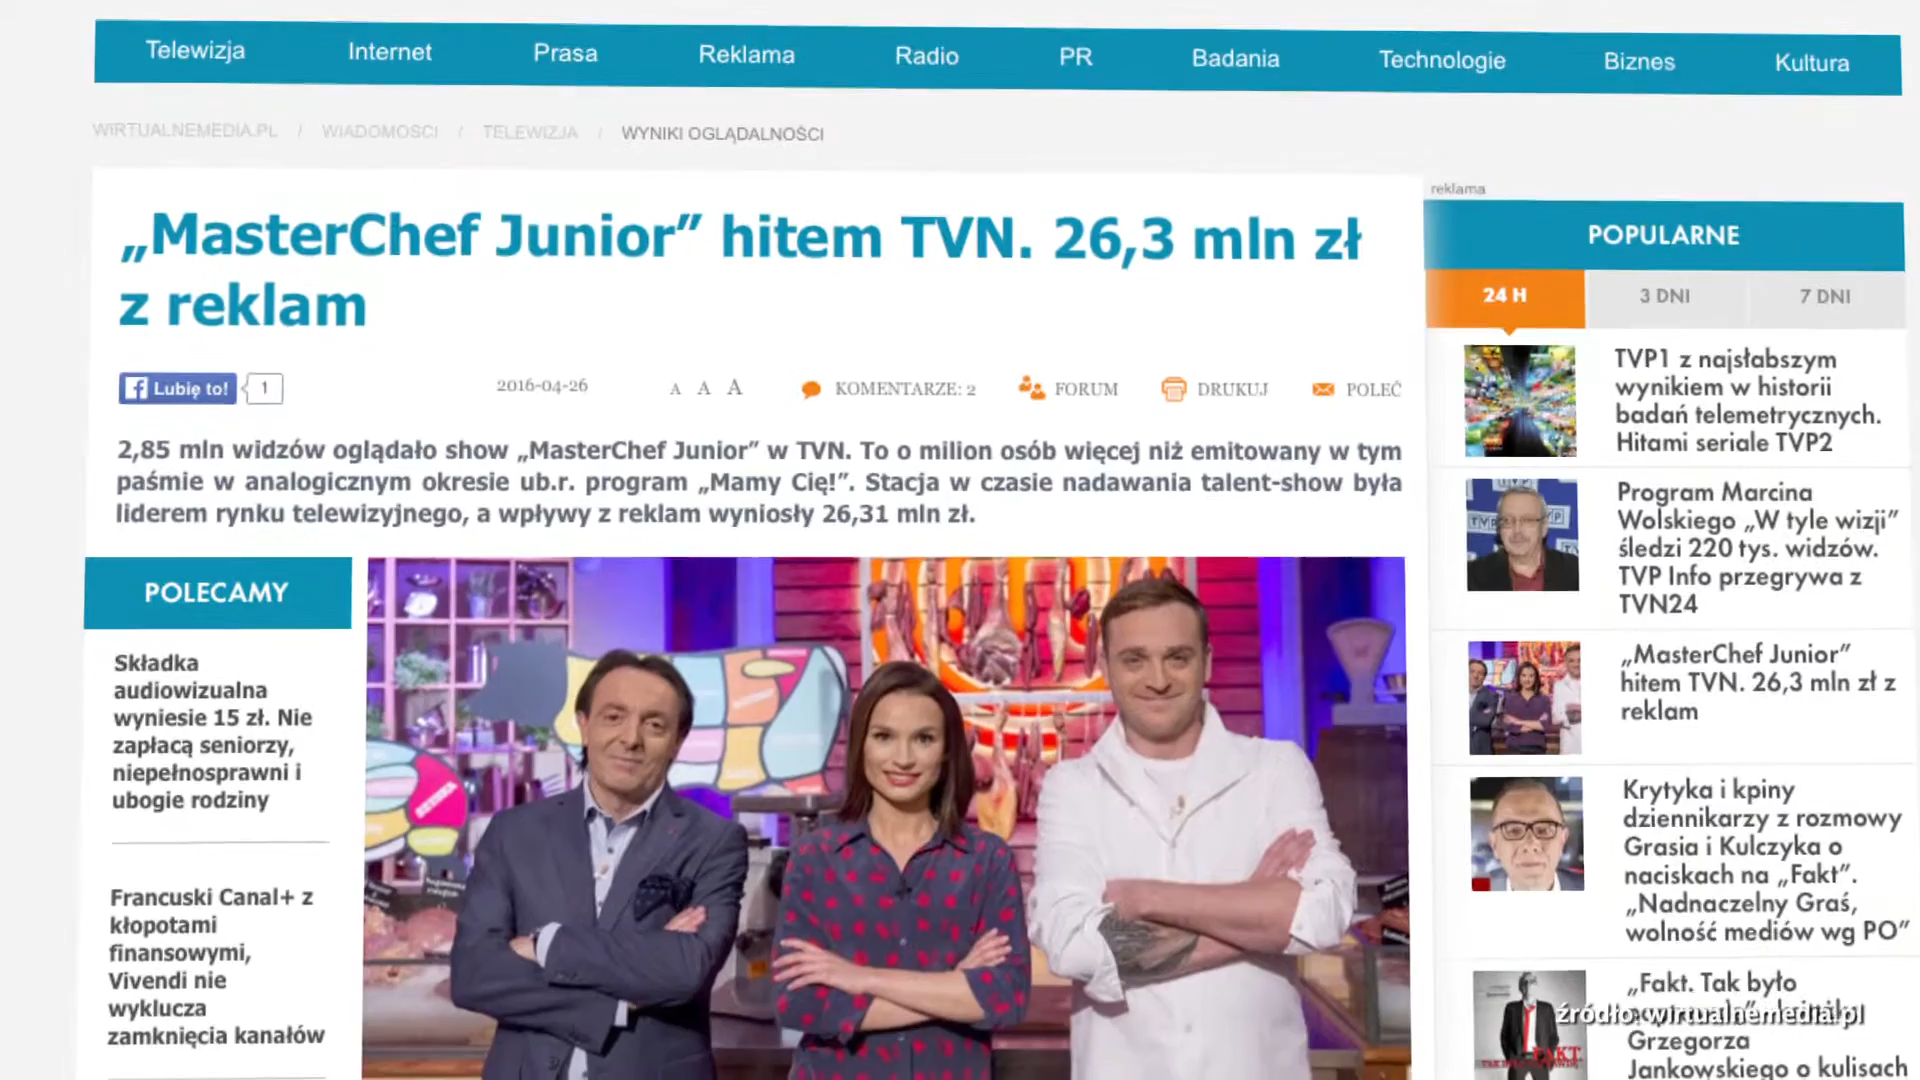 Telewizja Internet Prasa Reklama Radio PR Badania Technologie Biznes Kultura
WIRTUALNEMEDIA.PL / WIADOMOŚCI / TELEWIZJA / WYNIKI OGLĄDALNOŚCI
„MasterChef Junior” hitem TVN. 26,3 mln zł
z reklam
Lubię to! 1 2016-04-26 A A A KOMENTARZE: 2 FORUM DRUKUJ POLEĆ
2,85 mln widzów oglądało show „MasterChef Junior” w TVN. To o milion osób więcej niż emitowany w tym
paśmie w analogicznym okresie ub.r. program „Mamy Cię!”. Stacja w czasie nadawania talent-show była
liderem rynku telewizyjnego, a wpływy z reklam wyniosły 26,31 mln zł.
POLECAMY
Składka
audiowizualna
wyniesie 15 zł. Nie
zapłacą seniorzy,
niepełnosprawni i
ubogie rodziny
Francuski Canal+ z
kłopotami
finansowymi,
Vivendi nie
wyklucza
zamknięcia kanałów
reklama
POPULARNE
24 H 3 DNI 7 DNI
TVP1 z najsłabszym
wynikiem w historii
badań telemetrycznych.
Hitami seriale TVP2
Program Marcina
Wolskiego „W tyle wizji”
śledzi 220 tys. widzów.
TVP Info przegrywa z
TVN24
„MasterChef Junior”
hitem TVN. 26,3 mln zł z
reklam
Krytyka i kpiny
dziennikarzy z rozmowy
Grasia i Kulczyka o
naciskach na „Fakt”.
„Nadnaczelny Graś,
wolność mediów wg PO”
„Fakt. Tak było
Grzegorza
Jankowskiego o kulisach
FAKT
źródło: wirtualnemedia.pl